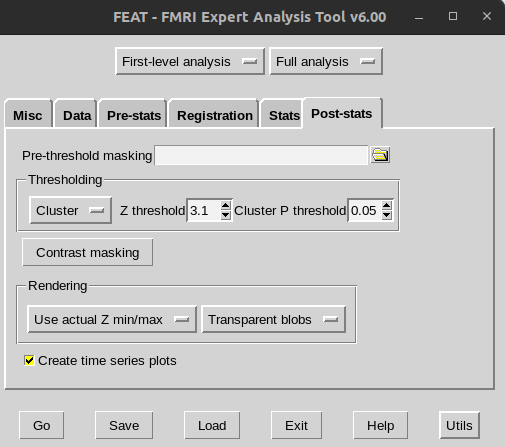 FEAT - FMRI Expert Analysis Tool v6.00
First-level analysis Full analysis
Misc Data Pre-stats Registration Stats Post-stats
Pre-threshold masking
Thresholding
Cluster Z threshold 3.1 Cluster P threshold 0.05
Contrast masking
Rendering
Use actual Z min/max Transparent blobs
Create time series plots
Go Save Load Exit Help Utils